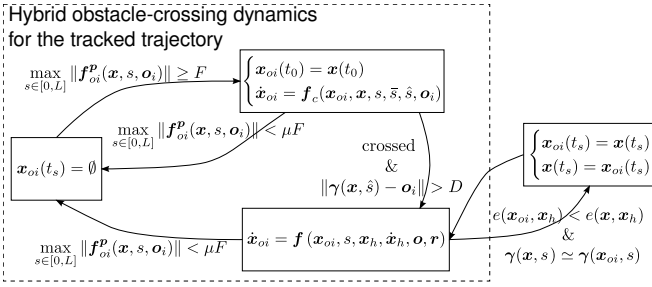 Hybrid obstacle-crossing dynamics
for the tracked trajectory
max_{s∈[0,L]} ‖f^p_{oi}(x, s, o_i)‖ ≥ F
{ x_{oi}(t_0) = x(t_0)
ẋ_{oi} = f_c(x_{oi}, x, s, s̄, ŝ, o_i)
max_{s∈[0,L]} ‖f^p_{oi}(x, s, o_i)‖ < μF
x_{oi}(t_s) = ∅
crossed
&
‖γ(x, ŝ) − o_i‖ > D
{ x_{oi}(t_s) = x(t_s)
x(t_s) = x_{oi}(t_s)
max_{s∈[0,L]} ‖f^p_{oi}(x, s, o_i)‖ < μF
ẋ_{oi} = f (x_{oi}, s, x_h, ẋ_h, o, r)
e(x_{oi}, x_h) < e(x, x_h)
&
γ(x, s) ≃ γ(x_{oi}, s)